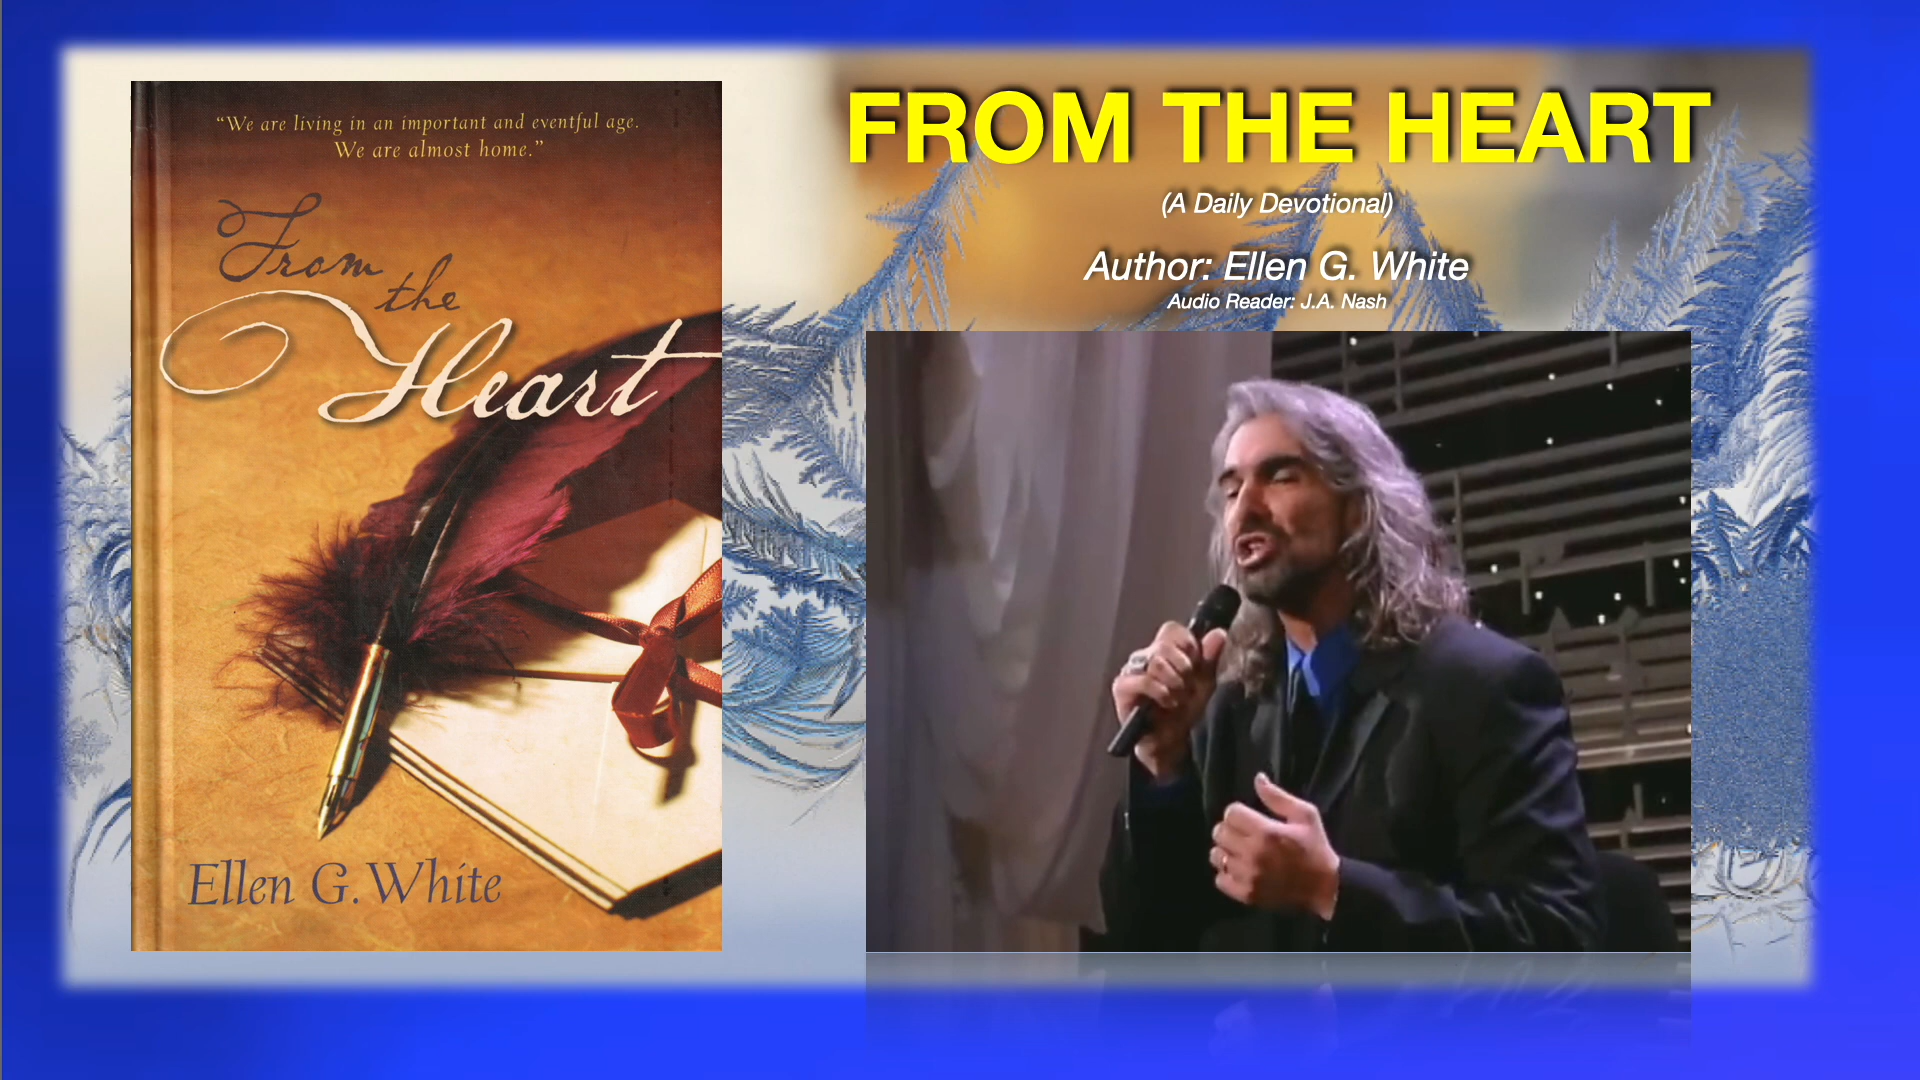 “We are living in an important and eventful age.
We are almost home.”
From
the
Heart
Ellen G. White
FROM THE HEART
(A Daily Devotional)
Author: Ellen G. White
Audio Reader: J.A. Nash